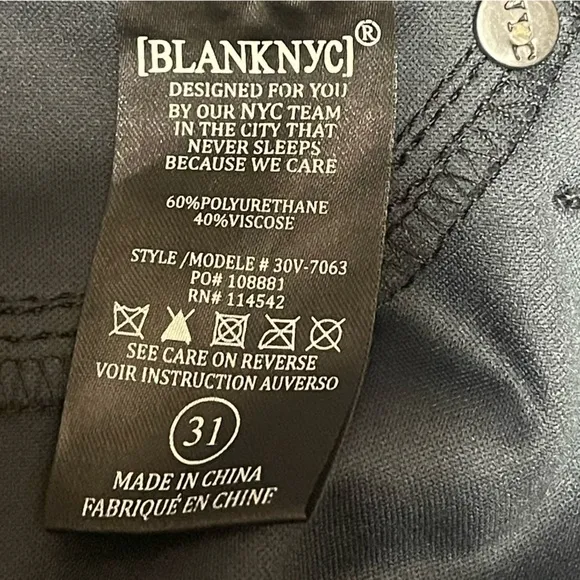 [BLANKNYC]®
DESIGNED FOR YOU
BY OUR NYC TEAM
IN THE CITY THAT
NEVER SLEEPS
BECAUSE WE CARE
60%POLYURETHANE
40%VISCOSE
STYLE /MODELE # 30V-7063
PO# 108881
RN# 114542
SEE CARE ON REVERSE
VOIR INSTRUCTION AUVERSO
31
MADE IN CHINA
FABRIQUÉ EN CHINE